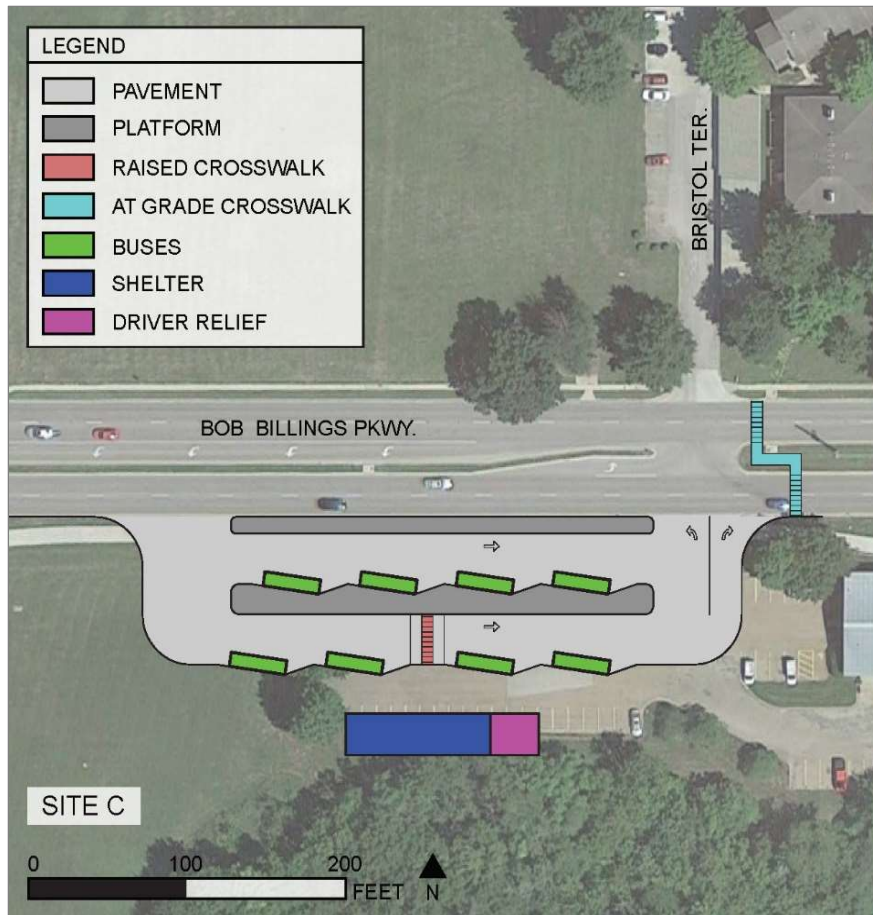 LEGEND
PAVEMENT
PLATFORM
RAISED CROSSWALK
AT GRADE CROSSWALK
BUSES
SHELTER
DRIVER RELIEF
BRISTOL TER.
BOB BILLINGS PKWY.
SITE C
0 100 200
FEET N